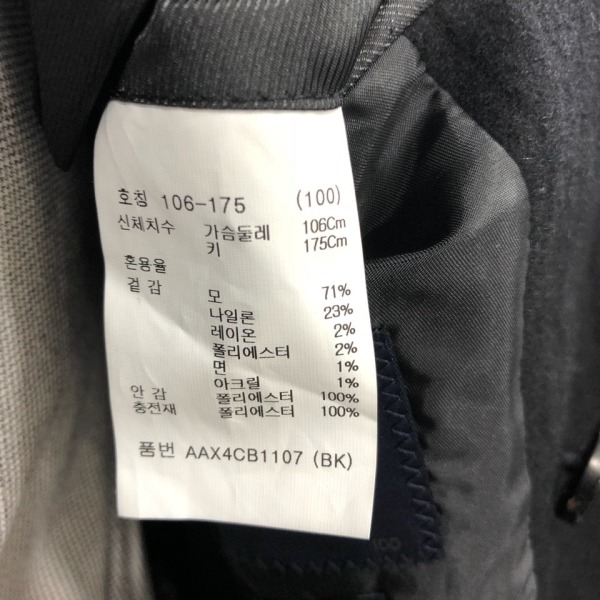 호칭 106-175 (100)
신체치수 가슴둘레 106Cm
키 175Cm
혼용율
겉 감 모 71%
나일론 23%
레이온 2%
폴리에스터 2%
면 1%
아크릴 1%
안 감 폴리에스터 100%
충전재 폴리에스터 100%
품번 AAX4CB1107 (BK)